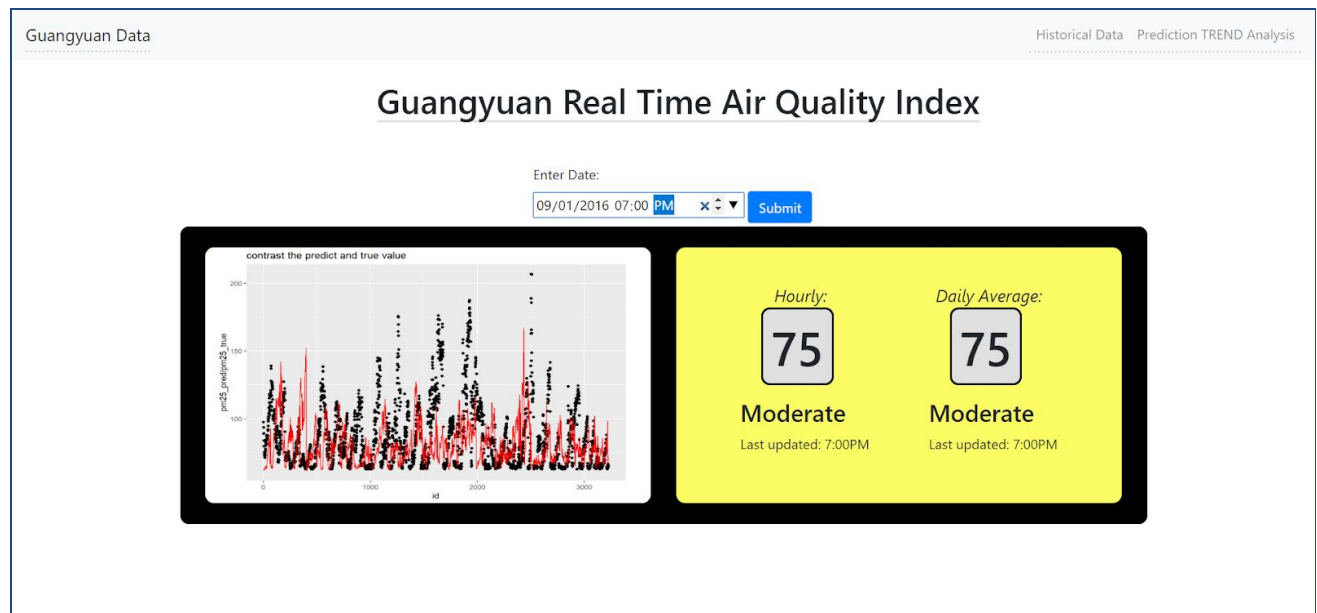 Guangyuan Data
Historical Data Prediction TREND Analysis
Guangyuan Real Time Air Quality Index
Enter Date:
09/01/2016 07:00 PM
Submit
contrast the predict and true value
200
150
100
pm25_pred/pm25_true
0 1000 2000 3000
id
Hourly: Daily Average:
75 75
Moderate Moderate
Last updated: 7:00PM Last updated: 7:00PM